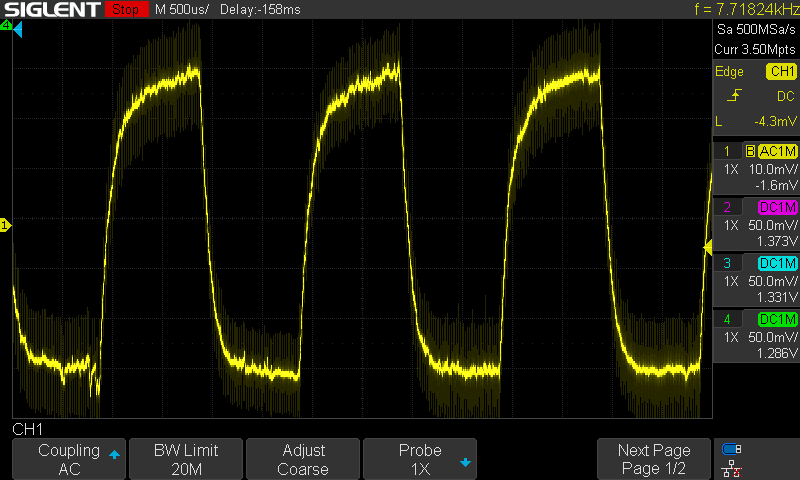 SIGLENT Stop M 500us/ Delay:-158ms f = 7.71824kHz
Sa 500MSa/s
Curr 3.50Mpts
Edge CH1
DC
L -4.3mV
1 B AC1M
1X 10.0mV/
-1.6mV
2 DC1M
1X 50.0mV/
1.373V
3 DC1M
1X 50.0mV/
1.331V
4 DC1M
1X 50.0mV/
1.286V
4
1
CH1
Coupling
AC
BW Limit
20M
Adjust
Coarse
Probe
1X
Next Page
Page 1/2